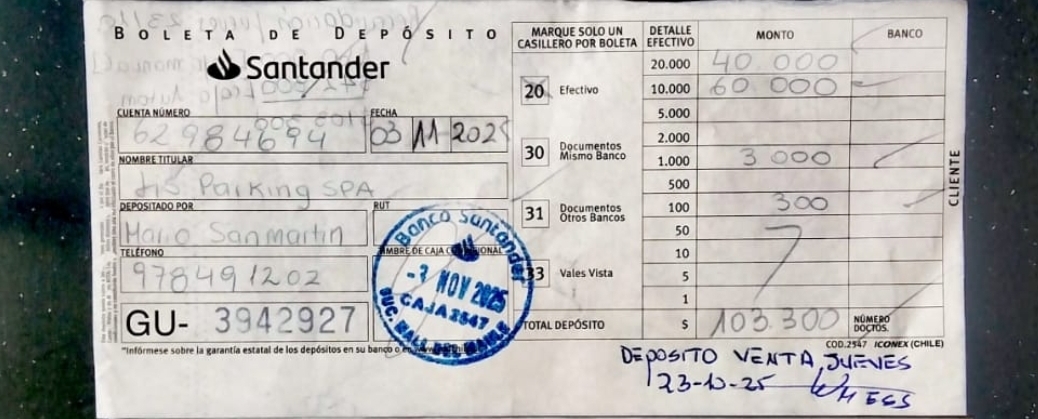 BOLETA DE DEPÓSITO
Santander
CUENTA NÚMERO
62984694
FECHA
03 11 2025
NOMBRE TITULAR
Parking SPA
DEPOSITADO POR
Mario Sanmartin
RUT
TELÉFONO
978491202
GU- 3942927
*Infórmese sobre la garantía estatal de los depósitos en su banco o en
MARQUE SOLO UN
CASILLERO POR BOLETA
20 Efectivo
30 Documentos
Mismo Banco
31 Documentos
Otros Bancos
33 Vales Vista
DETALLE
EFECTIVO
MONTO
BANCO
20.000 40.000
10.000 60 000
5.000
2.000
1.000 3 000
500
100 300
50
10
5
1
TOTAL DEPÓSITO $ 103.300
NÚMERO
DOCTOS.
CLIENTE
COD.2547 ICONEX (CHILE)
Banco Santander
-3 NOV 2025
CAJA 2547
DEPOSITO VENTA JUEVES
23-10-25